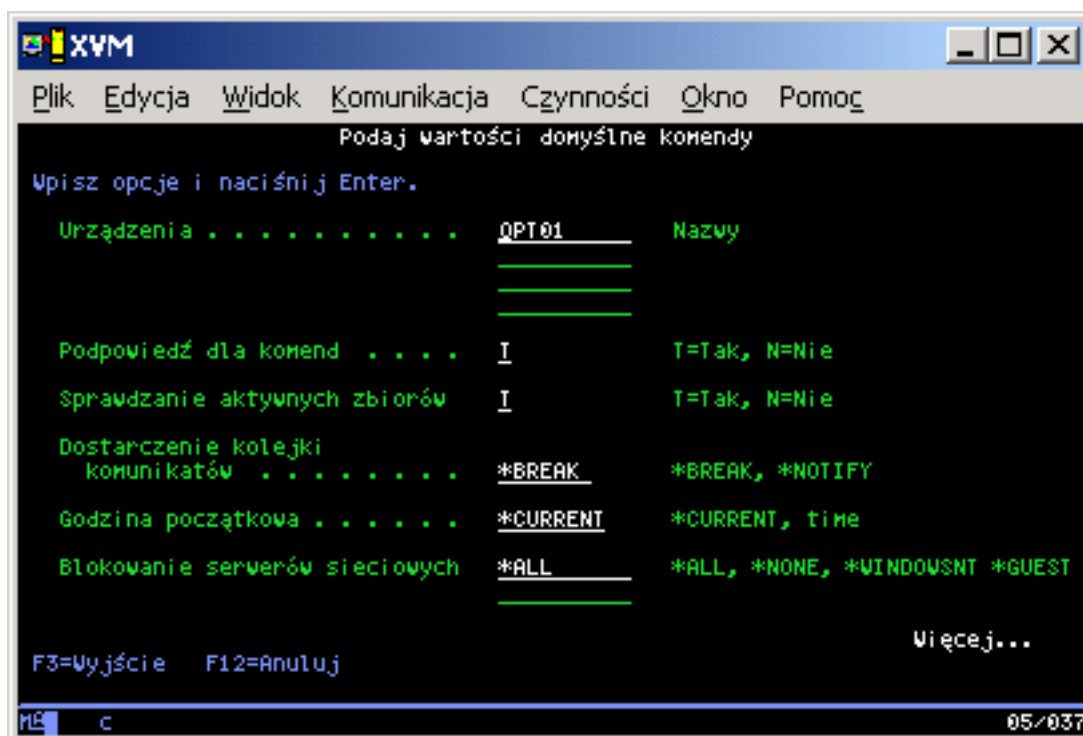 XVM
Plik Edycja Widok Komunikacja Czynności Okno Pomoc
Podaj wartości domyślne komendy
Wpisz opcje i naciśnij Enter.
Urządzenia . . . . . . . . . . OPT01 Nazwy
Podpowiedź dla komend . . . . T T=Tak, N=Nie
Sprawdzanie aktywnych zbiorów T T=Tak, N=Nie
Dostarczenie kolejki
komunikatów . . . . . . . . *BREAK *BREAK, *NOTIFY
Godzina początkowa . . . . . . *CURRENT *CURRENT, time
Blokowanie serwerów sieciowych *ALL *ALL, *NONE, *WINDOWSNT *GUEST
Więcej...
F3=Wyjście F12=Anuluj
MA c 05/037